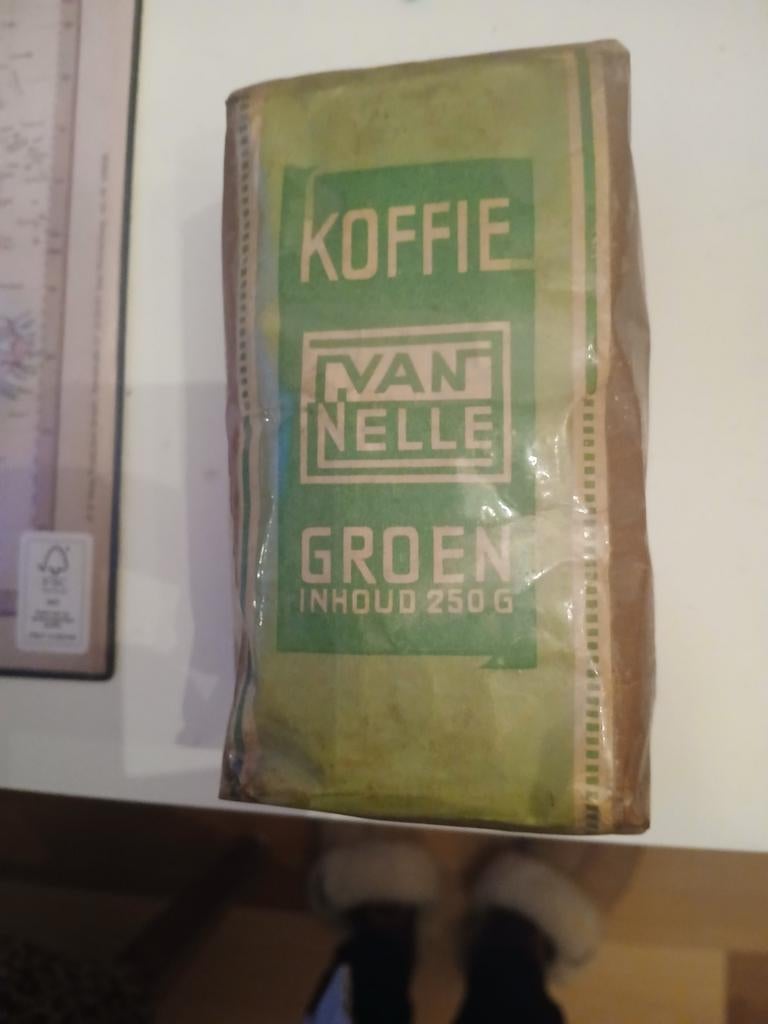 KOFFIE
VAN
NELLE
GROEN
INHOUD 250 G